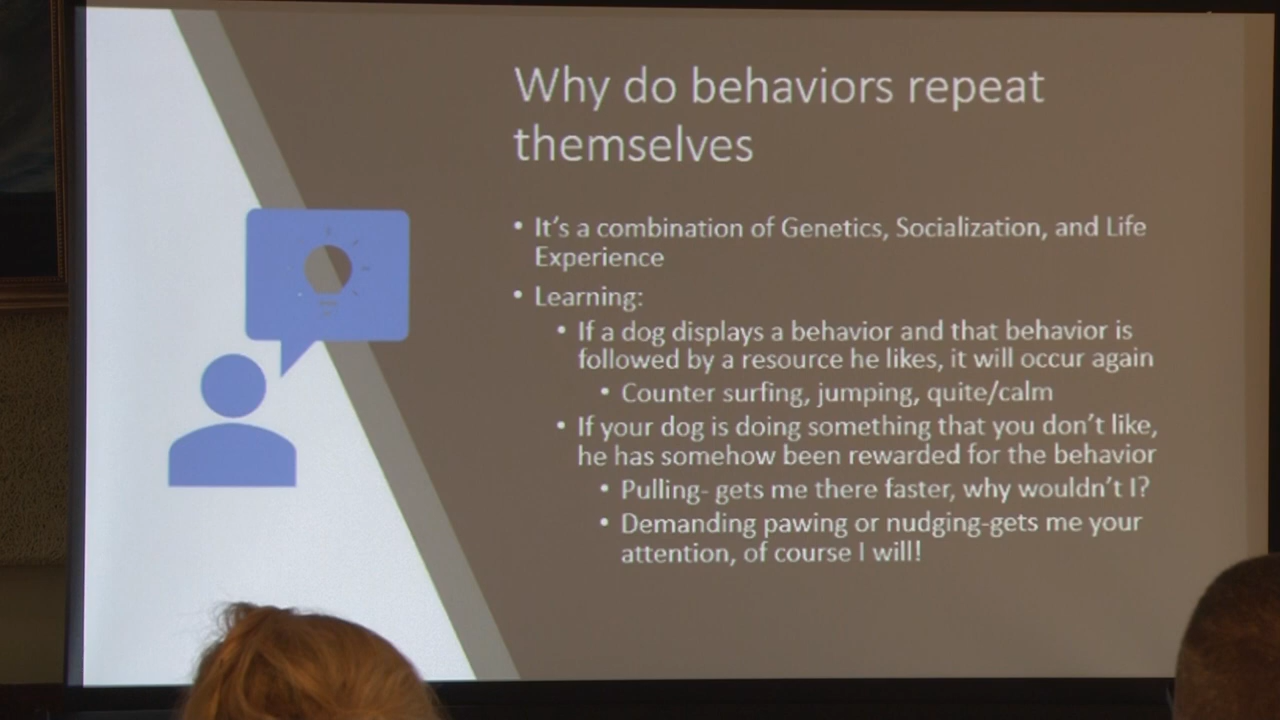 Why do behaviors repeat
themselves
• It's a combination of Genetics, Socialization, and Life
Experience
• Learning:
• If a dog displays a behavior and that behavior is
followed by a resource he likes, it will occur again
• Counter surfing, jumping, quite/calm
• If your dog is doing something that you don't like,
he has somehow been rewarded for the behavior
• Pulling- gets me there faster, why wouldn't I?
• Demanding pawing or nudging-gets me your
attention, of course I will!